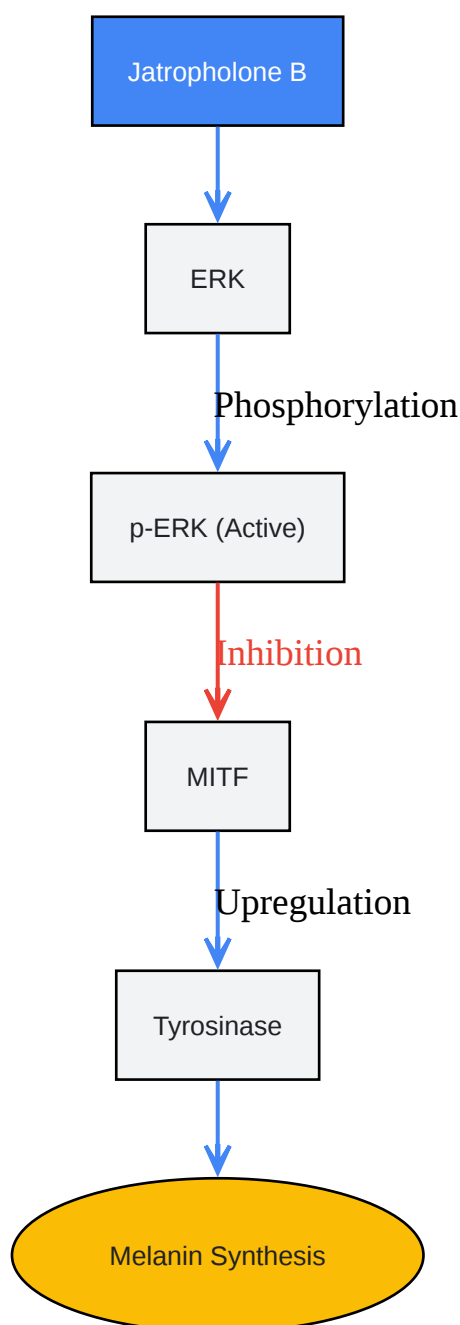 Jatropholone B
ERK
Phosphorylation
p-ERK (Active)
Inhibition
MITF
Upregulation
Tyrosinase
Melanin Synthesis